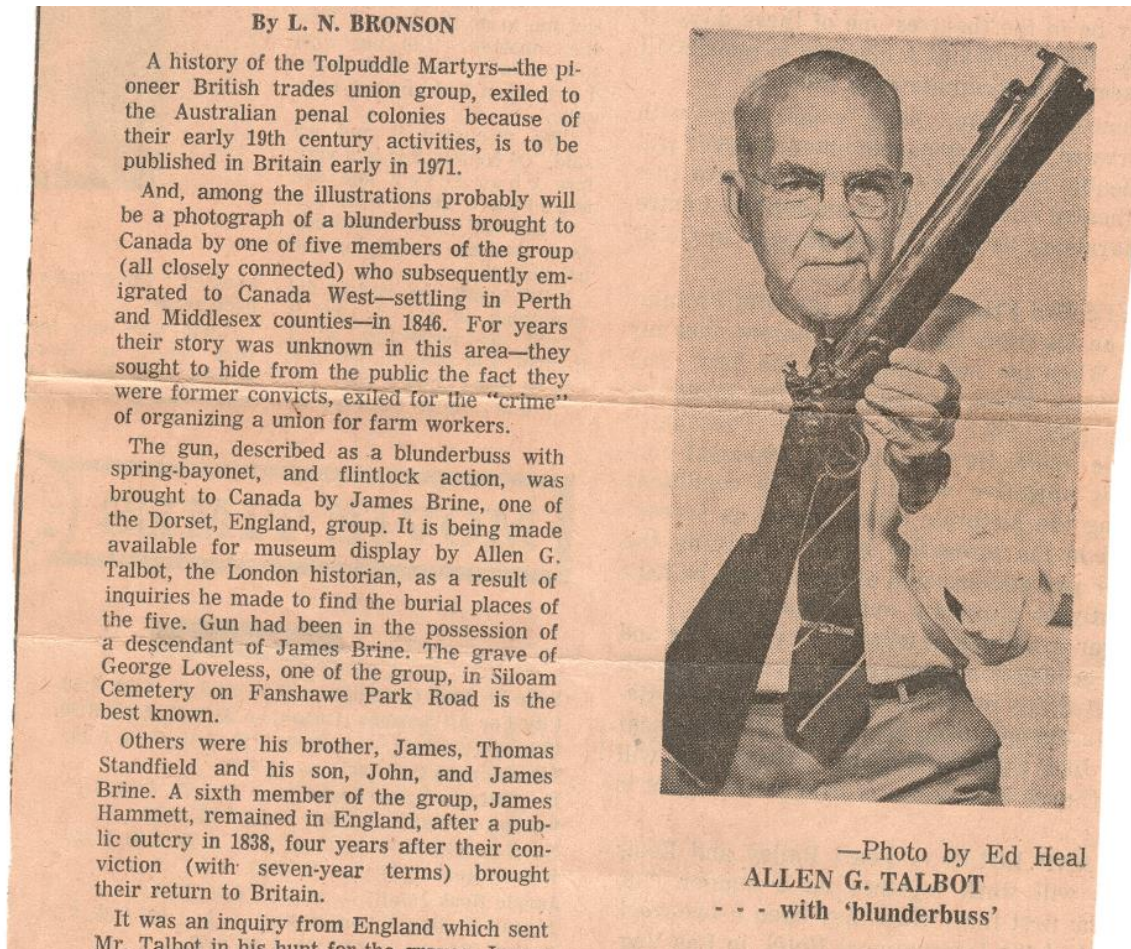 By L. N. BRONSON
A history of the Tolpuddle Martyrs—the pi-
oneer British trades union group, exiled to
the Australian penal colonies because of
their early 19th century activities, is to be
published in Britain early in 1971.
And, among the illustrations probably will
be a photograph of a blunderbuss brought to
Canada by one of five members of the group
(all closely connected) who subsequently em-
igrated to Canada West—settling in Perth
and Middlesex counties—in 1846. For years
their story was unknown in this area—they
sought to hide from the public the fact they
were former convicts, exiled for the "crime"
of organizing a union for farm workers.
The gun, described as a blunderbuss with
spring-bayonet, and flintlock action, was
brought to Canada by James Brine, one of
the Dorset, England, group. It is being made
available for museum display by Allen G.
Talbot, the London historian, as a result of
inquiries he made to find the burial places of
the five. Gun had been in the possession of
a descendant of James Brine. The grave of
George Loveless, one of the group, in Siloam
Cemetery on Fanshawe Park Road is the
best known.
Others were his brother, James, Thomas
Standfield and his son, John, and James
Brine. A sixth member of the group, James
Hammett, remained in England, after a pub-
lic outcry in 1838, four years after their con-
viction (with seven-year terms) brought
their return to Britain.
It was an inquiry from England which sent
Mr. Talbot in his hunt for the graves
—Photo by Ed Heal
ALLEN G. TALBOT
- - - with 'blunderbuss'